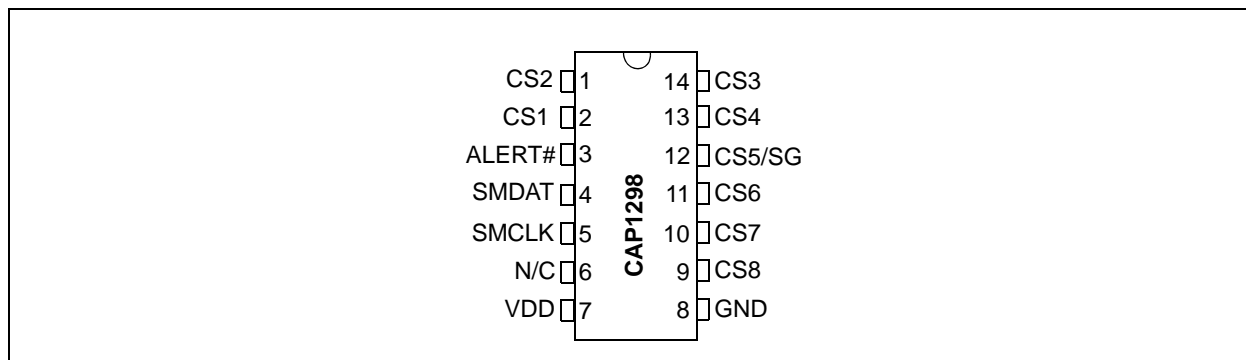 CS2 1 14 CS3
CS1 2 13 CS4
ALERT# 3 12 CS5/SG
SMDAT 4 11 CS6
SMCLK 5 10 CS7
N/C 6 9 CS8
VDD 7 8 GND
CAP1298